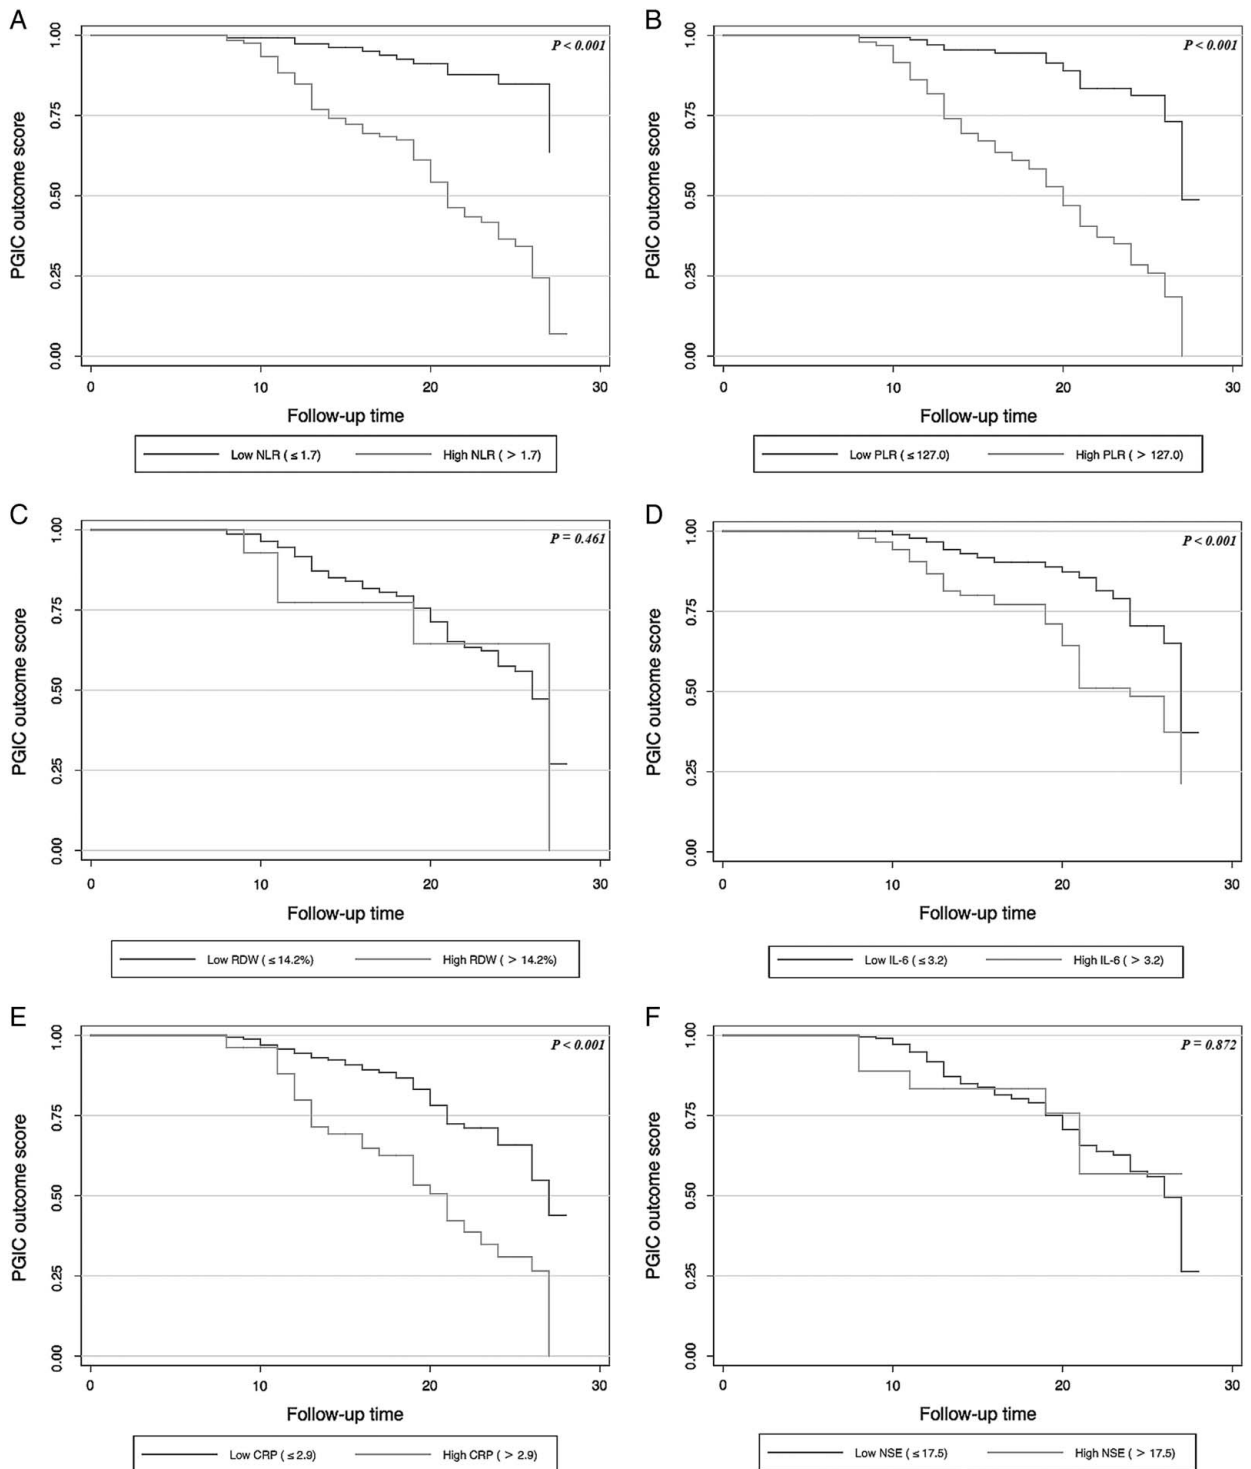 A
P < 0.001
PGIC outcome score
1.00
0.75
0.50
0.25
0.00
0 10 20 30
Follow-up time
Low NLR ( ≤ 1.7) High NLR ( > 1.7)
B
P < 0.001
PGIC outcome score
1.00
0.75
0.50
0.25
0.00
0 10 20 30
Follow-up time
Low PLR ( ≤ 127.0) High PLR ( > 127.0)
C
P = 0.461
PGIC outcome score
1.00
0.75
0.50
0.25
0.00
0 10 20 30
Follow-up time
Low RDW ( ≤ 14.2%) High RDW ( > 14.2%)
D
P < 0.001
PGIC outcome score
1.00
0.75
0.50
0.25
0.00
0 10 20 30
Follow-up time
Low IL-6 ( ≤ 3.2) High IL-6 ( > 3.2)
E
P < 0.001
PGIC outcome score
1.00
0.75
0.50
0.25
0.00
0 10 20 30
Follow-up time
Low CRP ( ≤ 2.9) High CRP ( > 2.9)
F
P = 0.872
PGIC outcome score
1.00
0.75
0.50
0.25
0.00
0 10 20 30
Follow-up time
Low NSE ( ≤ 17.5) High NSE ( > 17.5)